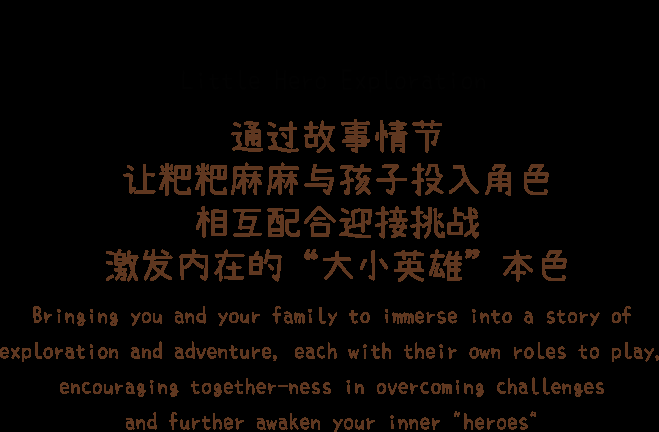 通过故事情节
让粑粑麻麻与孩子投入角色
相互配合迎接挑战
激发内在的“大小英雄”本色
Bringing you and your family to immerse into a story of
exploration and adventure, each with their own roles to play,
encouraging together-ness in overcoming challenges
and further awaken your inner "heroes"